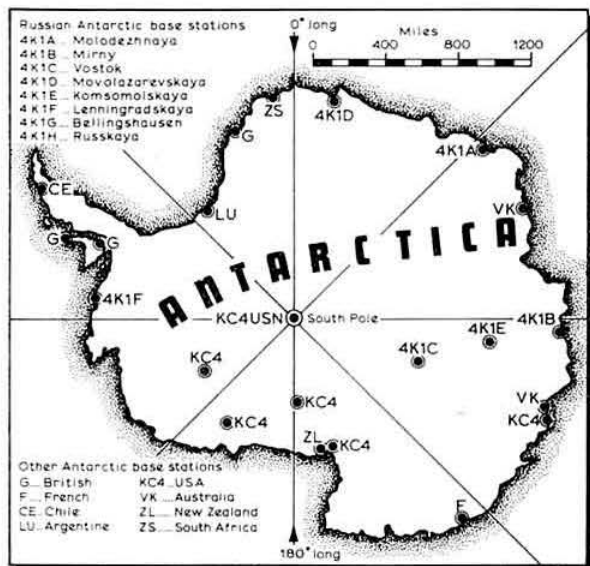 Russian Antarctic base stations
4K1A... Molodezhnaya
4K1B... Mirny
4K1C... Vostok
4K1D... Movolazarevskaya
4K1E... Komsomolskaya
4K1F... Lenningradskaya
4K1G... Bellingshausen
4K1H... Russkaya
0° long
Miles
0 400 800 1200
ZS
4K1D
G
4K1A
CE
LU
VK
G
G
ANTARCTICA
4K1F
KC4USN
South Pole
4K1B
4K1E
4K1C
KC4
KC4
VK
KC4
KC4
ZL
KC4
F
Other Antarctic base stations
G... British
F... French
CE... Chile
LU... Argentine
KC4... USA
VK... Australia
ZL... New Zealand
ZS... South Africa
180° long